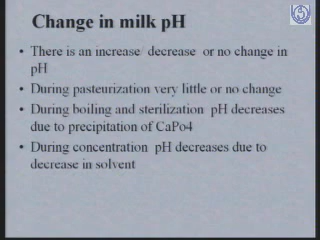 Change in milk pH
• There is an increase/ decrease or no change in
pH
• During pasteurization very little or no change
• During boiling and sterilization pH decreases
due to precipitation of CaPo4
• During concentration pH decreases due to
decrease in solvent